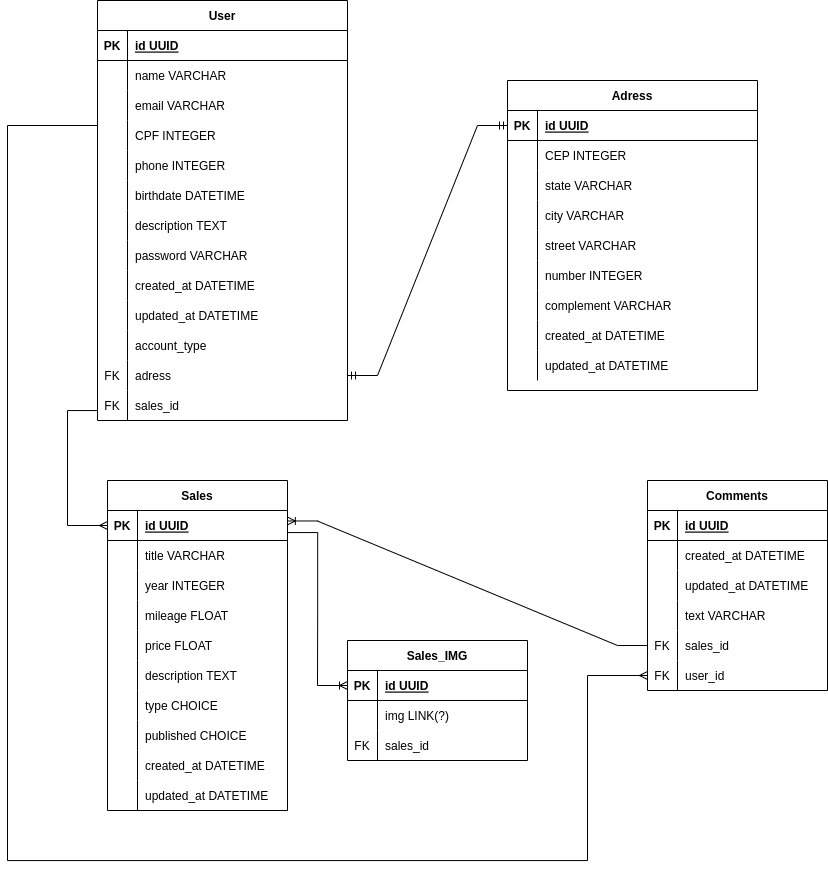 User
PK id UUID
name VARCHAR
email VARCHAR
CPF INTEGER
phone INTEGER
birthdate DATETIME
description TEXT
password VARCHAR
created_at DATETIME
updated_at DATETIME
account_type
FK adress
FK sales_id
Adress
PK id UUID
CEP INTEGER
state VARCHAR
city VARCHAR
street VARCHAR
number INTEGER
complement VARCHAR
created_at DATETIME
updated_at DATETIME
Sales
PK id UUID
title VARCHAR
year INTEGER
mileage FLOAT
price FLOAT
description TEXT
type CHOICE
published CHOICE
created_at DATETIME
updated_at DATETIME
Sales_IMG
PK id UUID
img LINK(?)
FK sales_id
Comments
PK id UUID
created_at DATETIME
updated_at DATETIME
text VARCHAR
FK sales_id
FK user_id